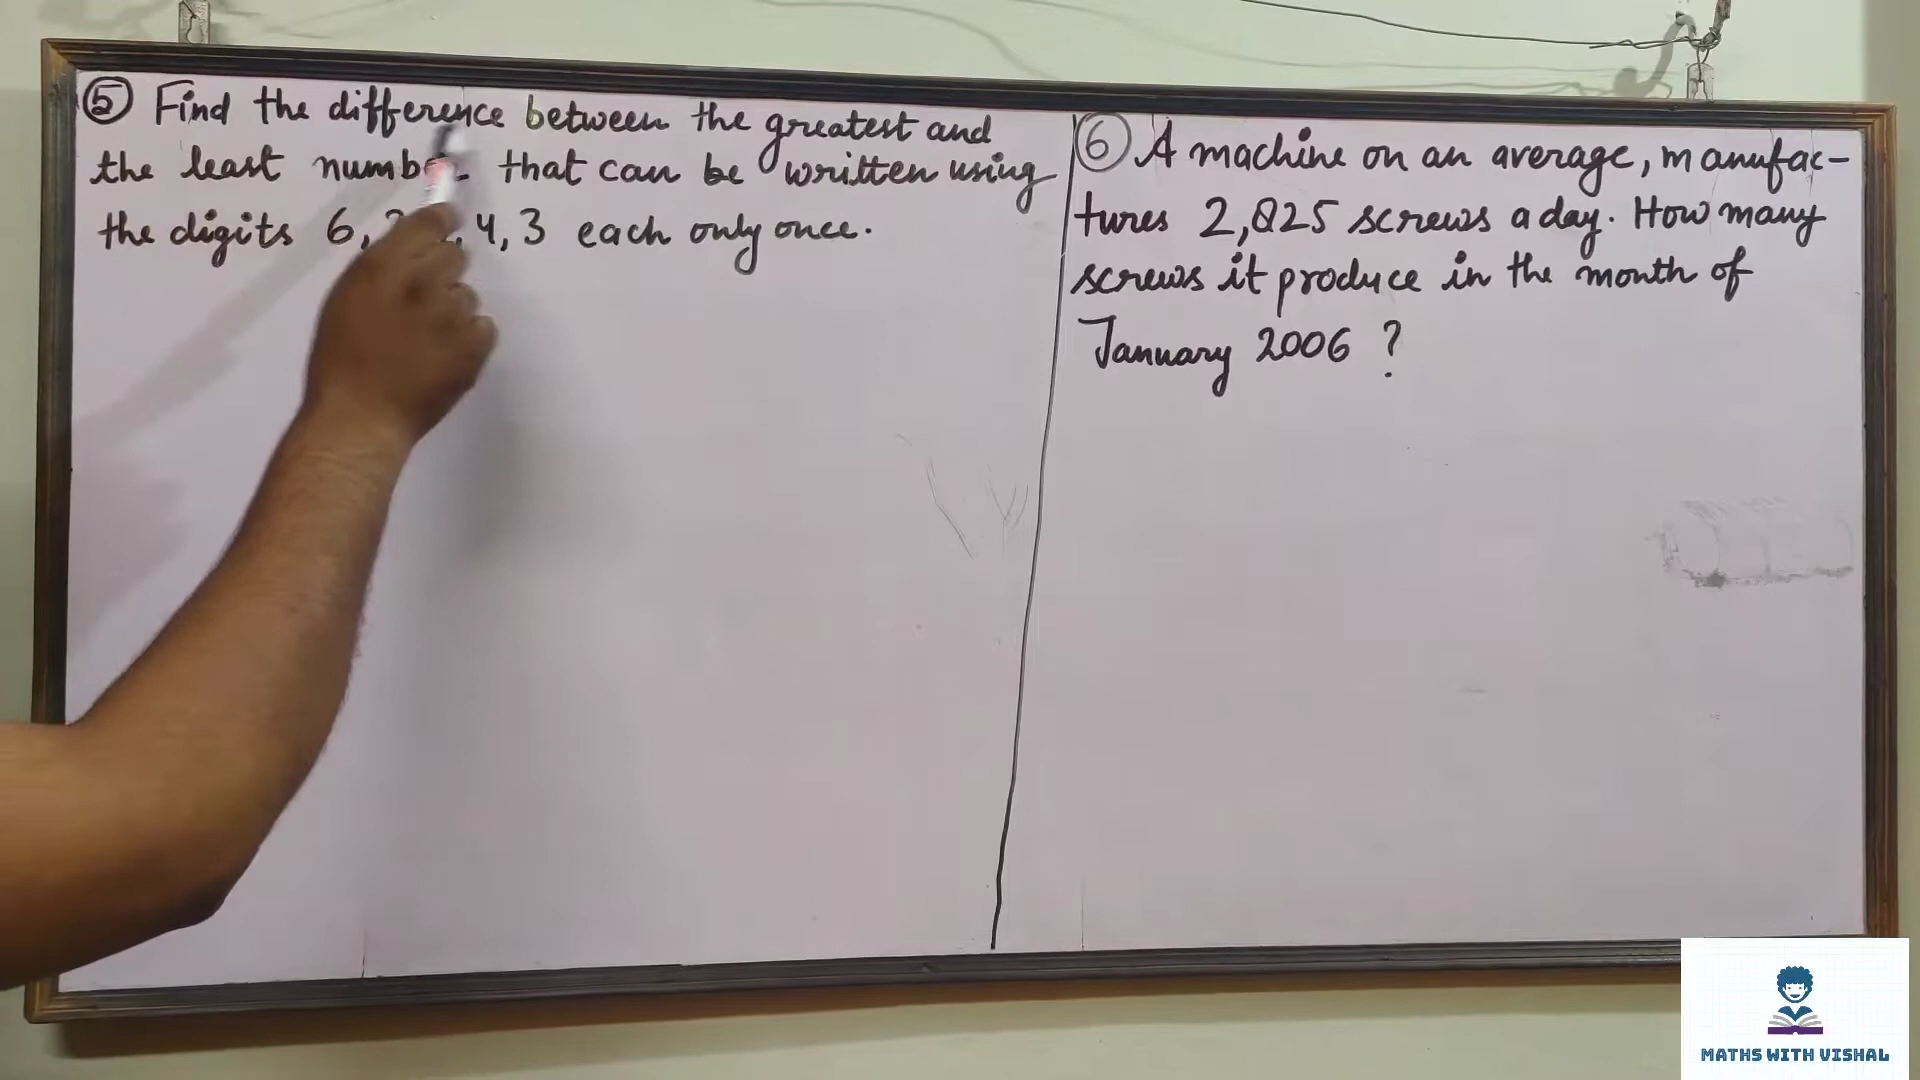 ⑤ Find the difference between the greatest and
the least that can be written using
the digits 6, 4, 3 each only once.
⑥ A machine on an average, manufac-
tures 2,825 screws a day. How many
screws it produce in the month of
January 2006 ?
MATHS WITH VISHAL